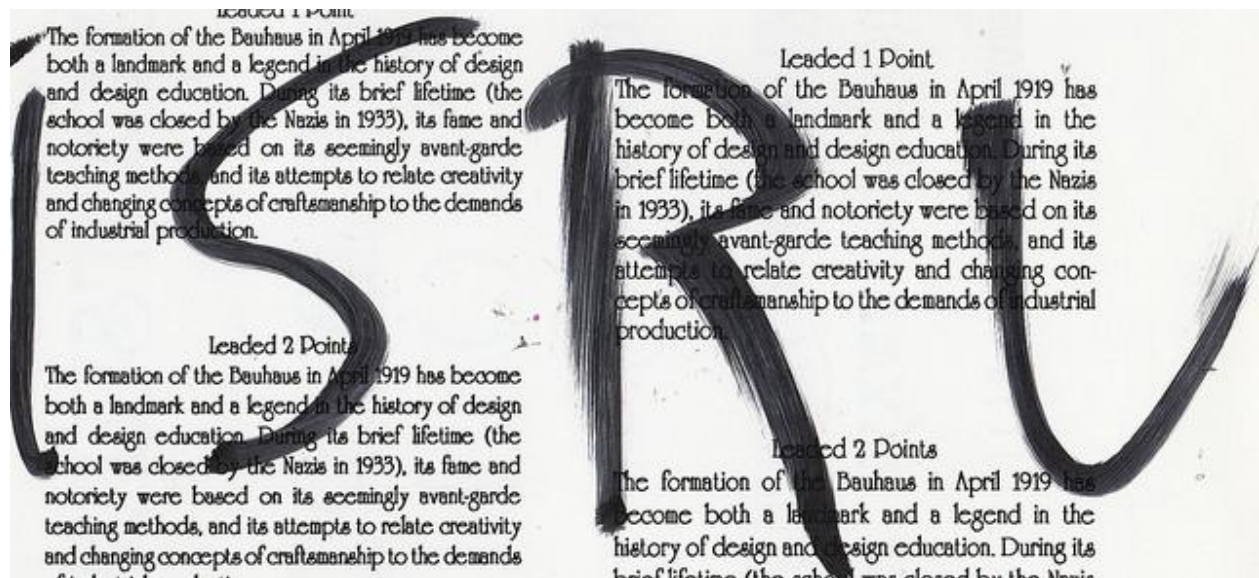 Leaded 1 Point
The formation of the Bauhaus in April 1919 has become
both a landmark and a legend in the history of design
and design education. During its brief lifetime (the
school was closed by the Nazis in 1933), its fame and
notoriety were based on its seemingly avant-garde
teaching methods, and its attempts to relate creativity
and changing concepts of craftsmanship to the demands
of industrial production.
Leaded 2 Points
The formation of the Bauhaus in April 1919 has become
both a landmark and a legend in the history of design
and design education. During its brief lifetime (the
school was closed by the Nazis in 1933), its fame and
notoriety were based on its seemingly avant-garde
teaching methods, and its attempts to relate creativity
and changing concepts of craftsmanship to the demands
Leaded 1 Point
The formation of the Bauhaus in April 1919 has
become both a landmark and a legend in the
history of design and design education. During its
brief lifetime (the school was closed by the Nazis
in 1933), its fame and notoriety were based on its
seemingly avant-garde teaching methods, and its
attempts to relate creativity and changing con-
cepts of craftsmanship to the demands of industrial
production.
Leaded 2 Points
The formation of the Bauhaus in April 1919 has
become both a landmark and a legend in the
history of design and design education. During its
brief lifetime (the school was closed by the Nazis
S R U